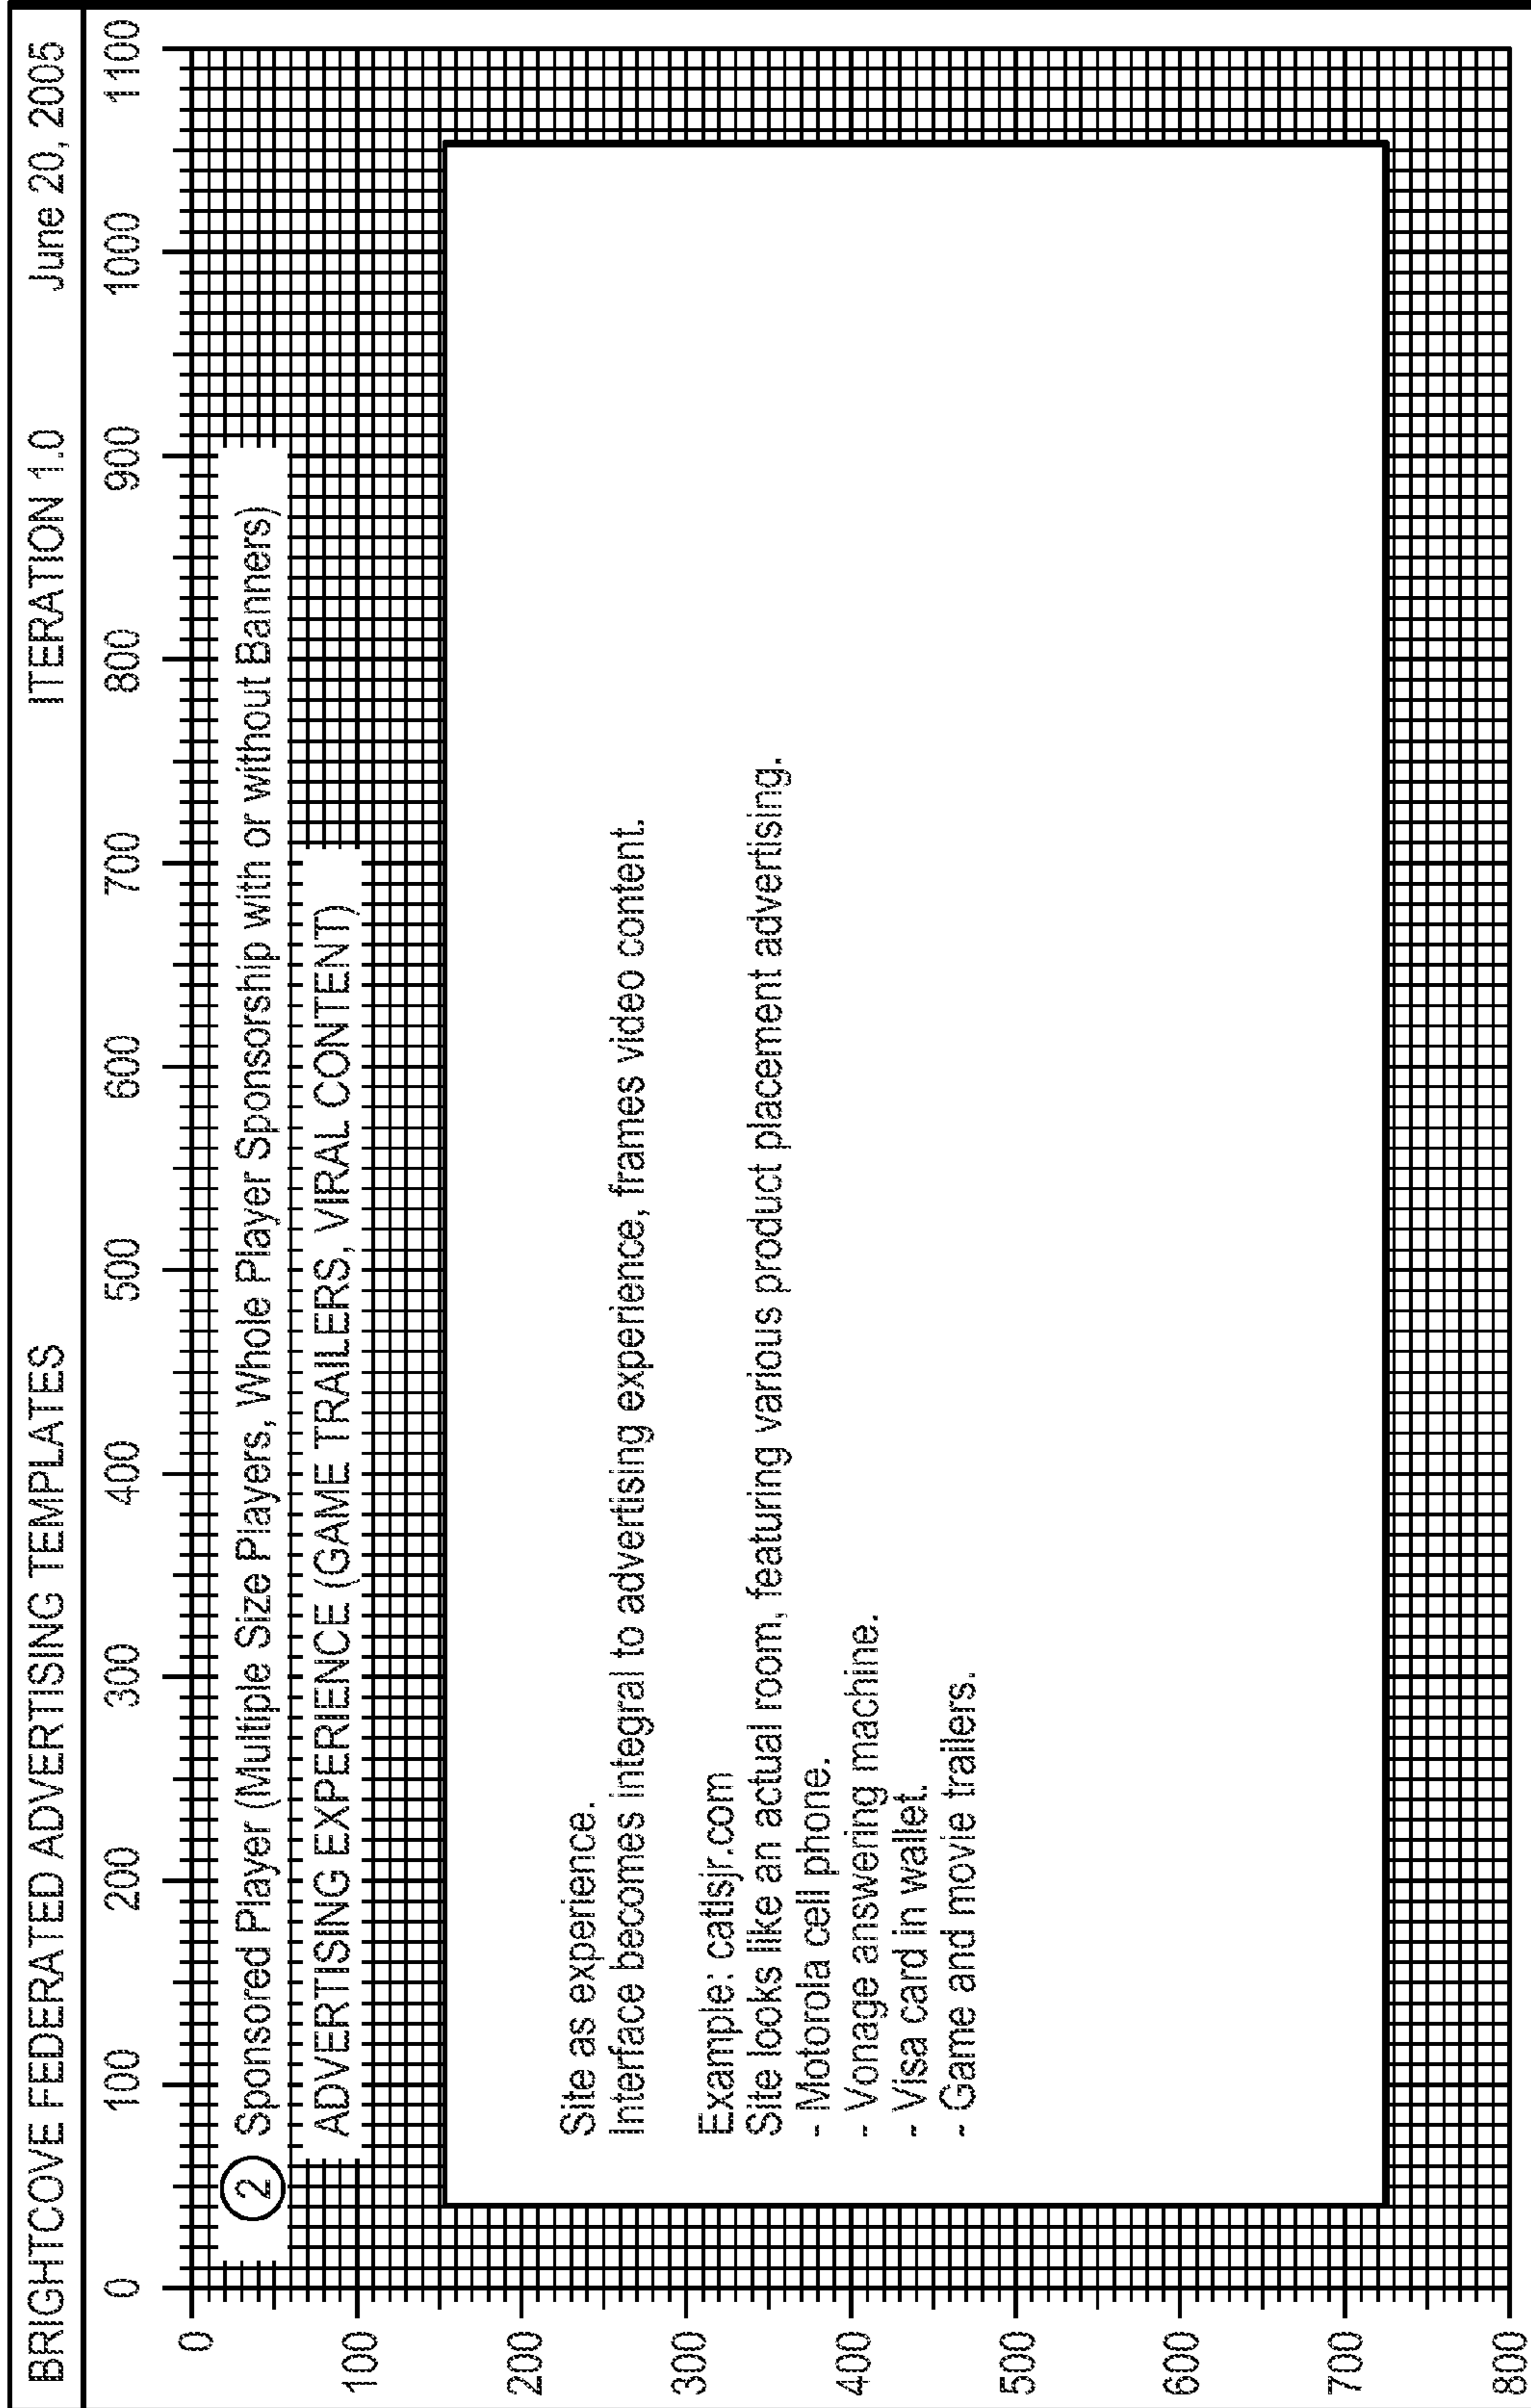 BRIGHTCOVE FEDERATED ADVERTISING TEMPLATES ITERATION 1.0 June 20, 2005
0 100 200 300 400 500 600 700 800 900 1000 1100
0
100
200
300
400
500
600
700
800
2 Sponsored Player (Multiple Size Players, Whole Player Sponsorship with or without Banners)
ADVERTISING EXPERIENCE (GAME TRAILERS, VIRAL CONTENT)
Site as experience.
Interface becomes integral to advertising experience, frames video content.
Example: catlsjr.com
Site looks like an actual room, featuring various product placement advertising.
- Motorola cell phone.
- Vonage answering machine.
- Visa card in wallet.
- Game and movie trailers.